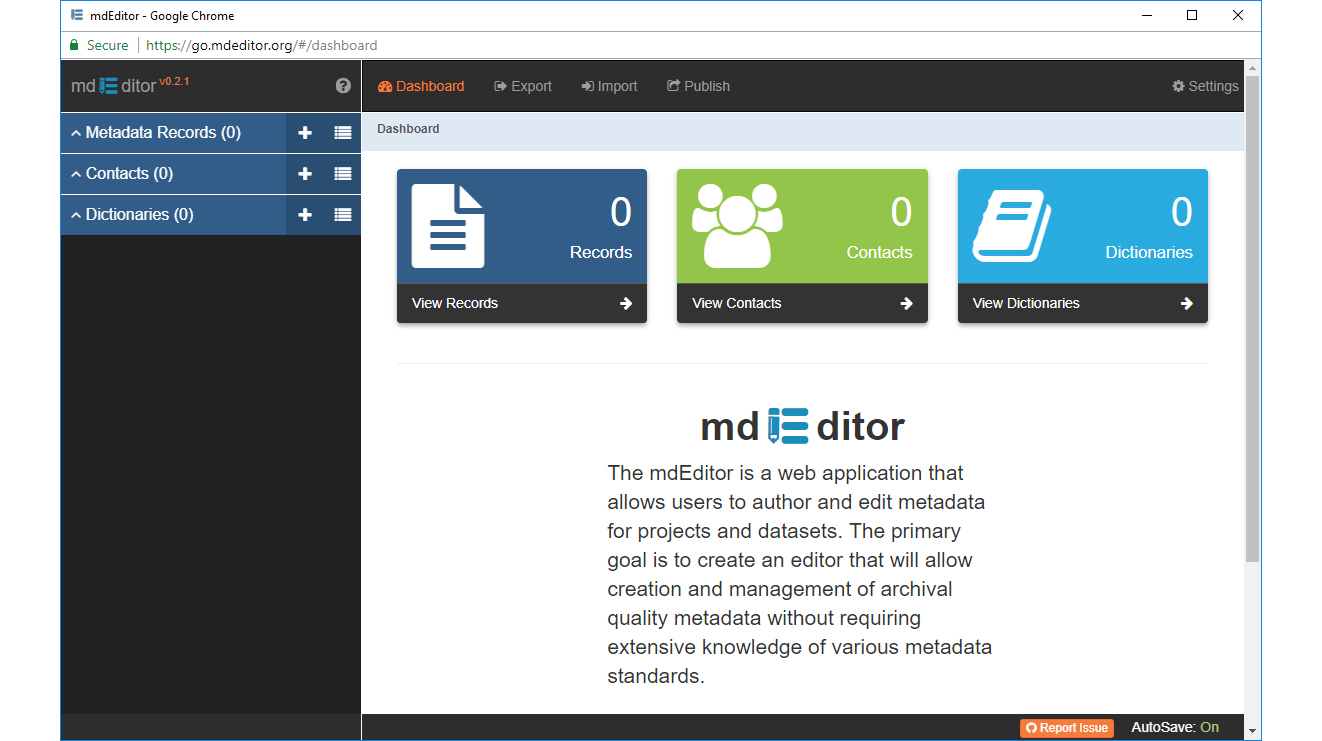 mdEditor - Google Chrome
Secure https://go.mdeditor.org/#/dashboard
mdEditor v0.2.1
Dashboard Export Import Publish Settings
Metadata Records (0)
Contacts (0)
Dictionaries (0)
Dashboard
0
Records
View Records
0
Contacts
View Contacts
0
Dictionaries
View Dictionaries
mdEditor
The mdEditor is a web application that
allows users to author and edit metadata
for projects and datasets. The primary
goal is to create an editor that will allow
creation and management of archival
quality metadata without requiring
extensive knowledge of various metadata
standards.
Report Issue AutoSave: On